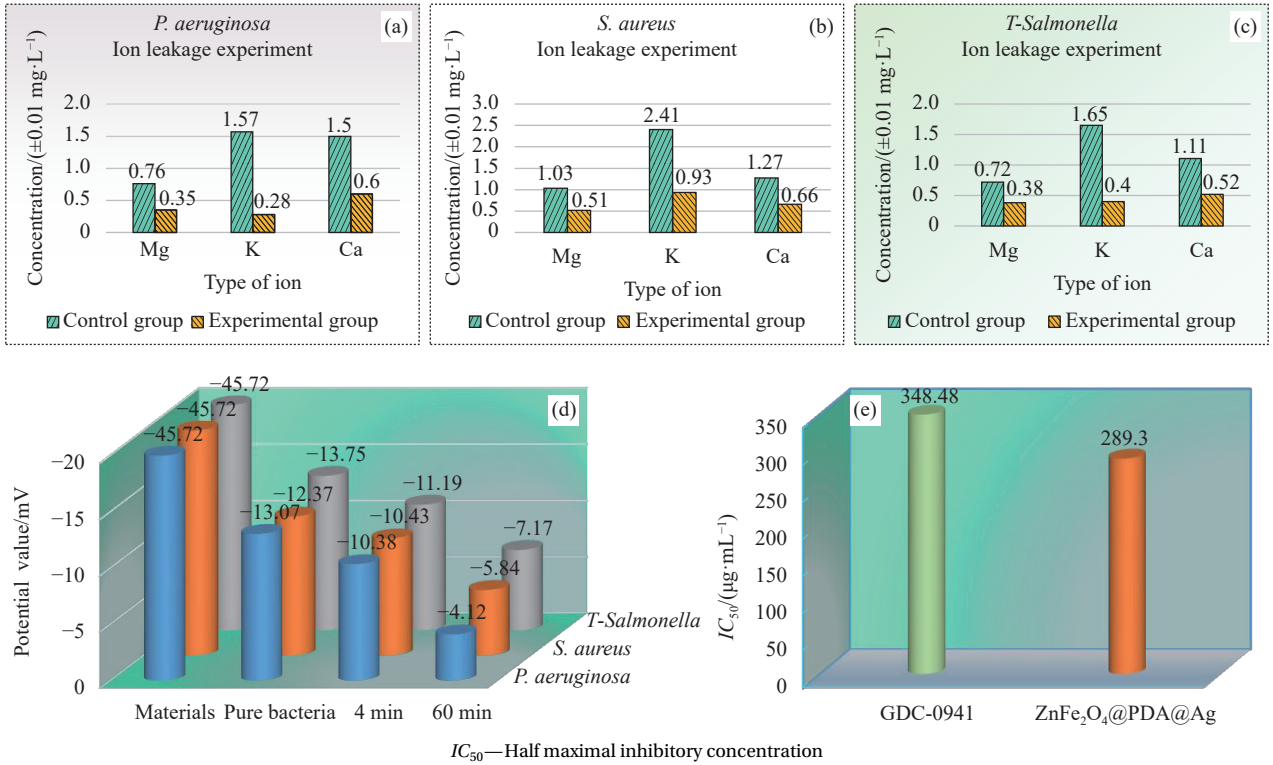 P. aeruginosa
(a)
Ion leakage experiment
Concentration/(±0.01 mg·L⁻¹)
2.0
1.5
1.0
0.5
0
0.76
0.35
1.57
0.28
1.5
0.6
Mg
K
Ca
Type of ion
Control group
Experimental group
S. aureus
(b)
Ion leakage experiment
Concentration/(±0.01 mg·L⁻¹)
3.0
2.5
2.0
1.5
1.0
0.5
0
1.03
0.51
2.41
0.93
1.27
0.66
Mg
K
Ca
Type of ion
Control group
Experimental group
T-Salmonella
(c)
Ion leakage experiment
Concentration/(±0.01 mg·L⁻¹)
2.0
1.5
1.0
0.5
0
0.72
0.38
1.65
0.4
1.11
0.52
Mg
K
Ca
Type of ion
Control group
Experimental group
(d)
Potential value/mV
−20
−15
−10
−5
0
−45.72
−45.72
−45.72
−13.75
−12.37
−13.07
−11.19
−10.43
−10.38
−7.17
−5.84
−4.12
T-Salmonella
S. aureus
P. aeruginosa
Materials
Pure bacteria
4 min
60 min
(e)
IC₅₀/(μg·mL⁻¹)
350
300
250
200
150
100
50
0
348.48
289.3
GDC-0941
ZnFe₂O₄@PDA@Ag
IC₅₀—Half maximal inhibitory concentration